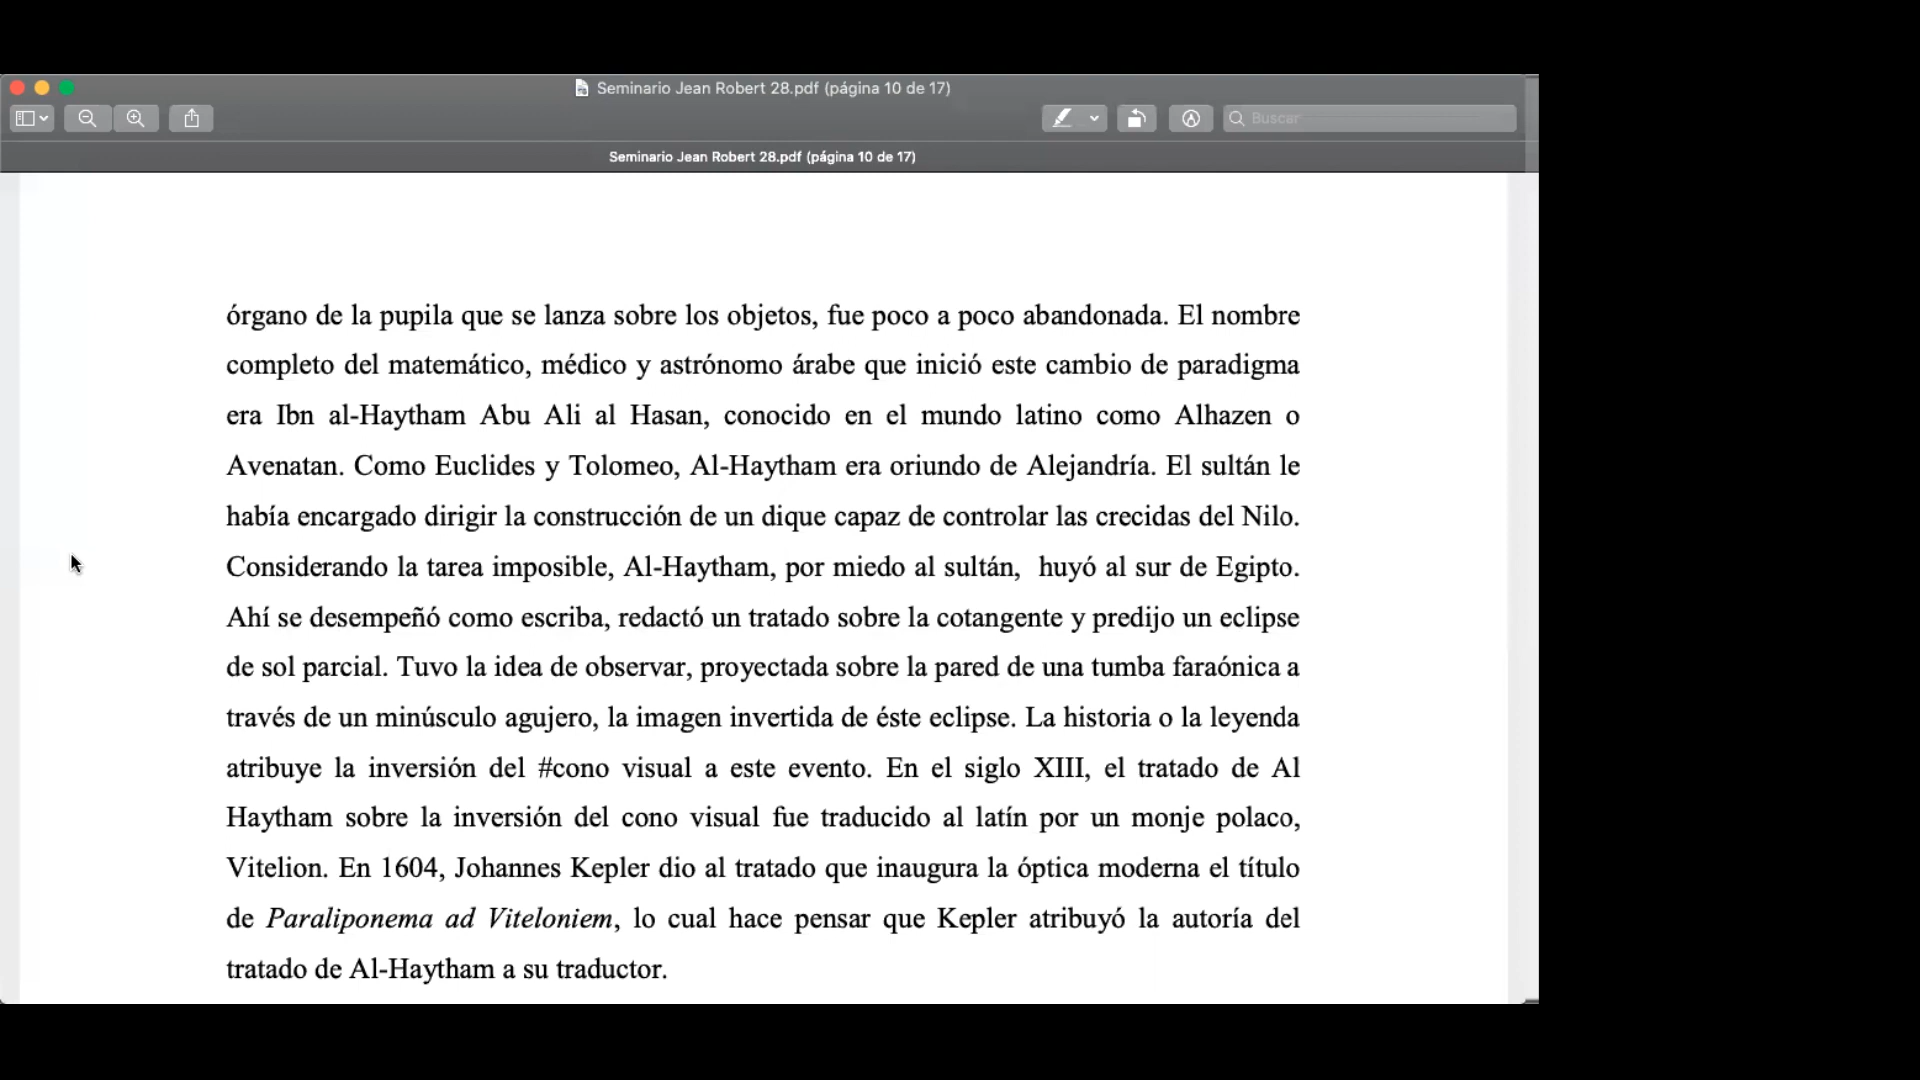 Seminario Jean Robert 28.pdf (página 10 de 17)
Buscar
Seminario Jean Robert 28.pdf (página 10 de 17)
órgano de la pupila que se lanza sobre los objetos, fue poco a poco abandonada. El nombre
completo del matemático, médico y astrónomo árabe que inició este cambio de paradigma
era Ibn al-Haytham Abu Ali al Hasan, conocido en el mundo latino como Alhazen o
Avenatan. Como Euclides y Tolomeo, Al-Haytham era oriundo de Alejandría. El sultán le
había encargado dirigir la construcción de un dique capaz de controlar las crecidas del Nilo.
Considerando la tarea imposible, Al-Haytham, por miedo al sultán,  huyó al sur de Egipto.
Ahí se desempeñó como escriba, redactó un tratado sobre la cotangente y predijo un eclipse
de sol parcial. Tuvo la idea de observar, proyectada sobre la pared de una tumba faraónica a
través de un minúsculo agujero, la imagen invertida de éste eclipse. La historia o la leyenda
atribuye la inversión del #cono visual a este evento. En el siglo XIII, el tratado de Al
Haytham sobre la inversión del cono visual fue traducido al latín por un monje polaco,
Vitelion. En 1604, Johannes Kepler dio al tratado que inaugura la óptica moderna el título
de Paraliponema ad Viteloniem, lo cual hace pensar que Kepler atribuyó la autoría del
tratado de Al-Haytham a su traductor.